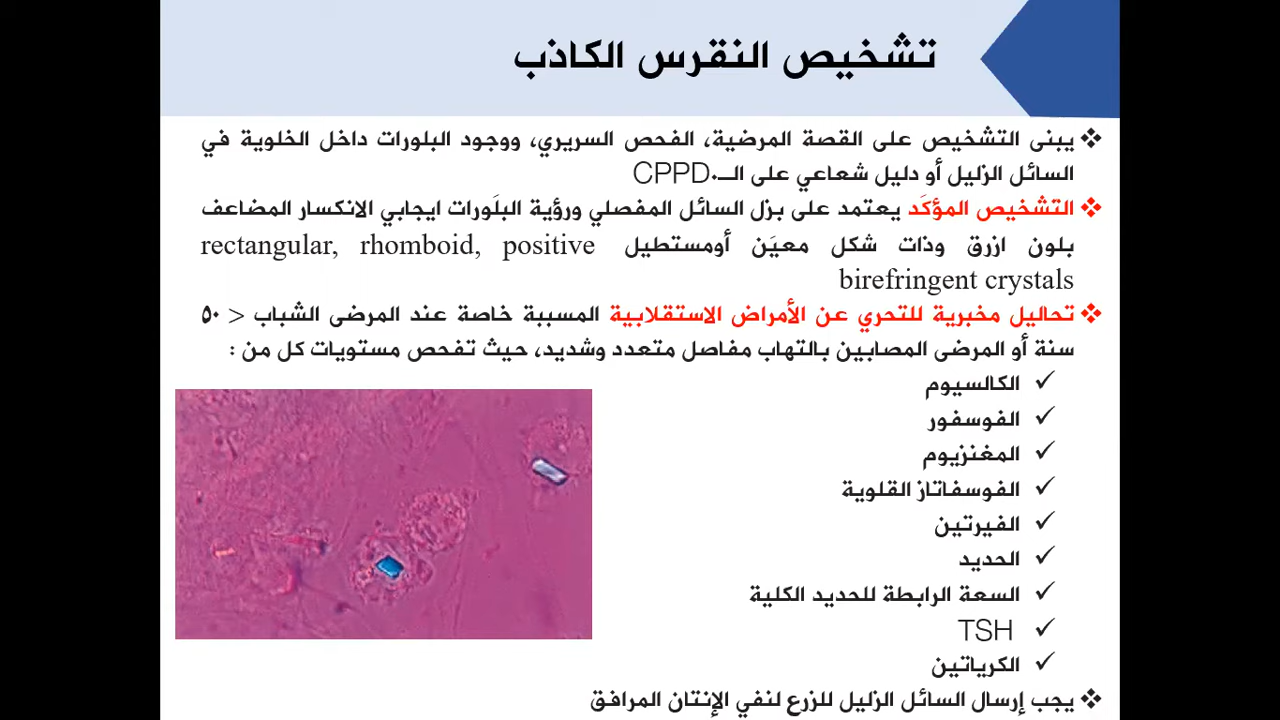 تشخيص النقرس الكاذب
❖ يبنى التشخيص على القصة المرضية، الفحص السريري، ووجود البلورات داخل الخلوية في
السائل الزليل أو دليل شعاعي على الــCPPD.
❖ التشخيص المؤكَد يعتمد على بزل السائل المفصلي ورؤية البلَورات ايجابي الانكسار المضاعف
بلون ازرق وذات شكل معيَن أومستطيل rectangular, rhomboid, positive
birefringent crystals
❖ تحاليل مخبرية للتحري عن الأمراض الاستقلابية المسببة خاصة عند المرضى الشباب < ٥٠
سنة أو المرضى المصابين بالتهاب مفاصل متعدد وشديد، حيث تفحص مستويات كل من :
✓ الكالسيوم
✓ الفوسفور
✓ المغنزيوم
✓ الفوسفاتاز القلوية
✓ الفيرتين
✓ الحديد
✓ السعة الرابطة للحديد الكلية
✓ TSH
✓ الكرياتين
❖ يجب إرسال السائل الزليل للزرع لنفي الإنتان المرافق